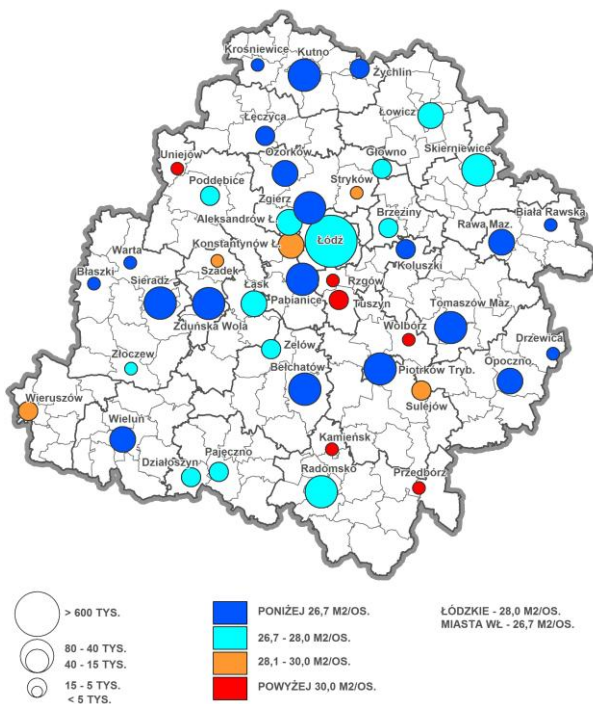 Krośniewice
Kutno
Żychlin
Łęczyca
Łowicz
Uniejów
Ozorków
Głowno
Skierniewice
Poddębice
Stryków
Zgierz
Aleksandrów Ł.
Brzeziny
Rawa Maz.
Biała Rawska
Konstantynów Ł.
Łódź
Koluszki
Warta
Szadek
Błaszki
Sieradz
Łask
Pabianice
Rzgów
Tuszyn
Zduńska Wola
Tomaszów Maz.
Wolbórz
Drzewica
Złoczew
Zelów
Bełchatów
Piotrków Tryb.
Opoczno
Sulejów
Wieruszów
Wieluń
Kamieńsk
Działoszyn
Pajęczno
Radomsko
Przedbórz
> 600 TYS.
80 - 40 TYS.
40 - 15 TYS.
15 - 5 TYS.
< 5 TYS.
PONIŻEJ 26,7 M2/OS.
26,7 - 28,0 M2/OS.
28,1 - 30,0 M2/OS.
POWYŻEJ 30,0 M2/OS.
ŁÓDZKIE - 28,0 M2/OS.
MIASTA WŁ - 26,7 M2/OS.